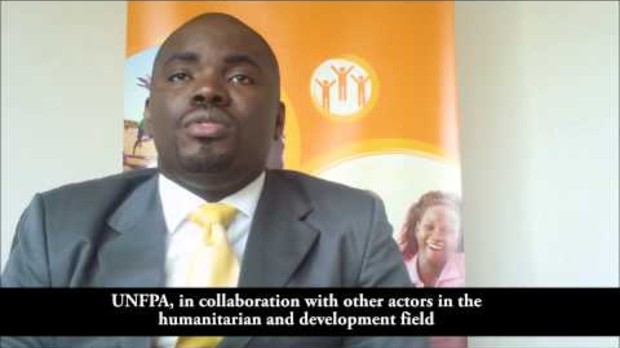 UNFPA, in collaboration with other actors in the
humanitarian and development field